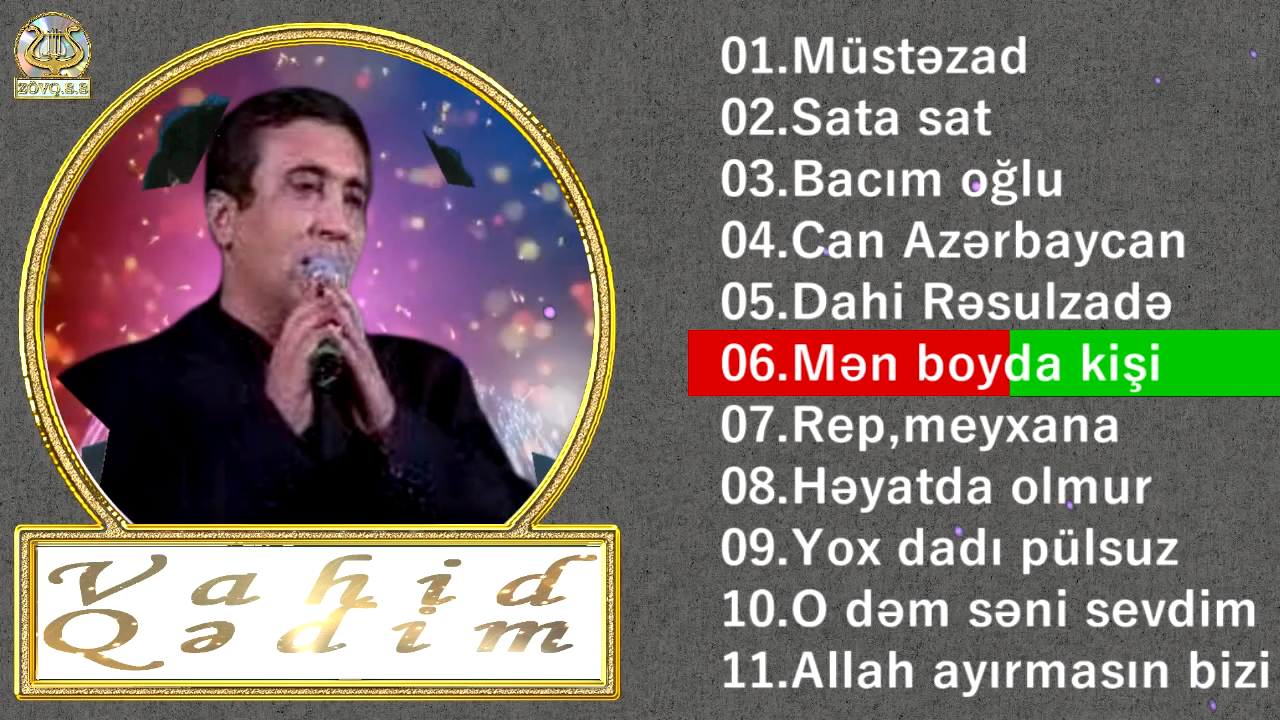 ZÖVQ.S.S
Vahid
Qədim
01.Müstəzad
02.Sata sat
03.Bacım oğlu
04.Can Azərbaycan
05.Dahi Rəsulzadə
06.Mən boyda kişi
07.Rep,meyxana
08.Həyatda olmur
09.Yox dadı pülsuz
10.O dəm səni sevdim
11.Allah ayırmasın bizi